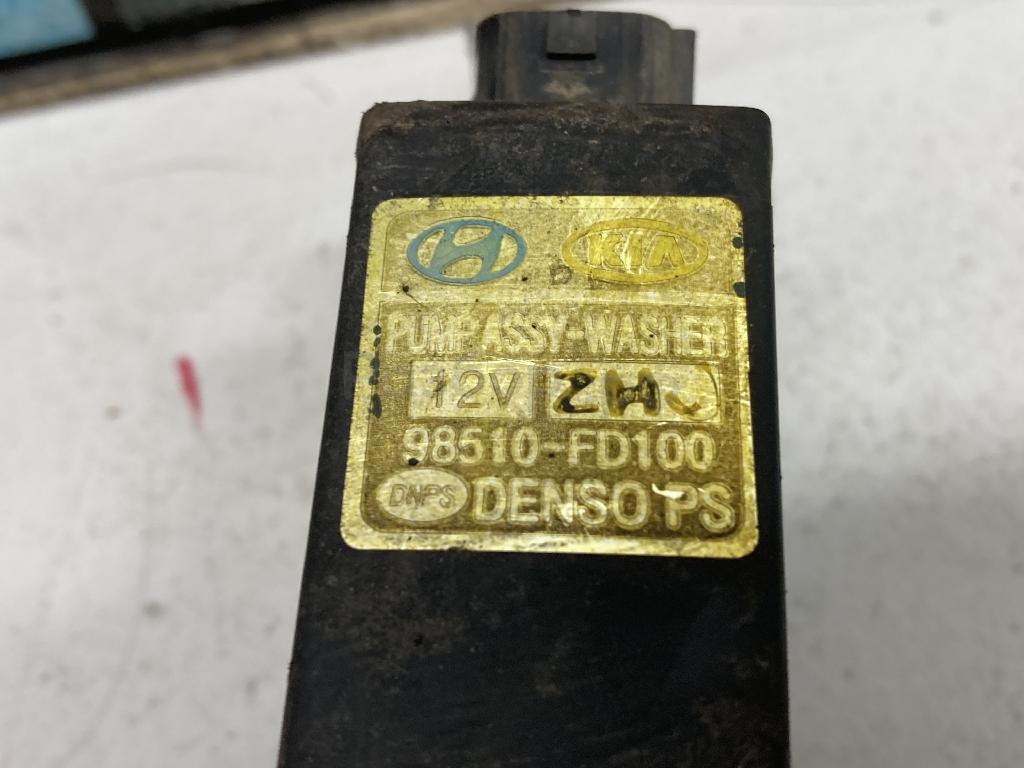 KIA
PUMP ASSY-WASHER
12V
98510-FD100
DNPS DENSO PS